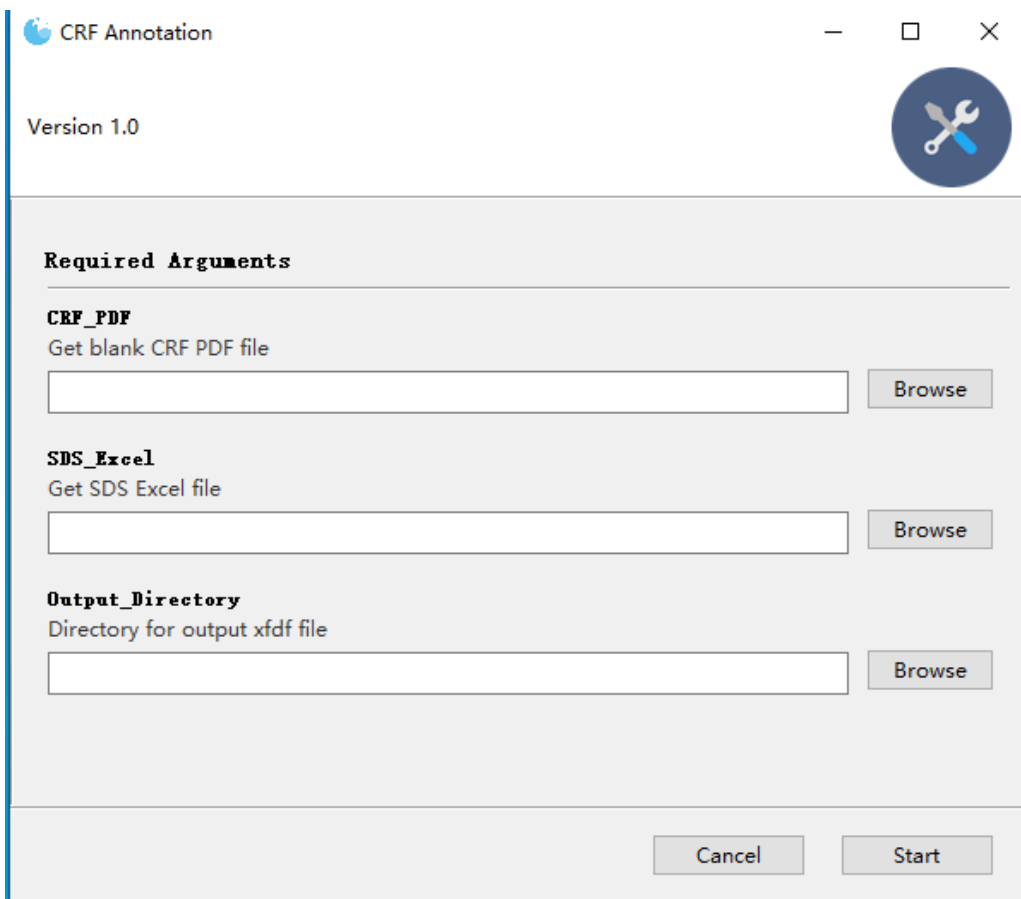 CRF Annotation
Version 1.0
Required Arguments
CRF_PDF
Get blank CRF PDF file
Browse
SDS_Excel
Get SDS Excel file
Browse
Output_Directory
Directory for output xfdf file
Browse
Cancel Start